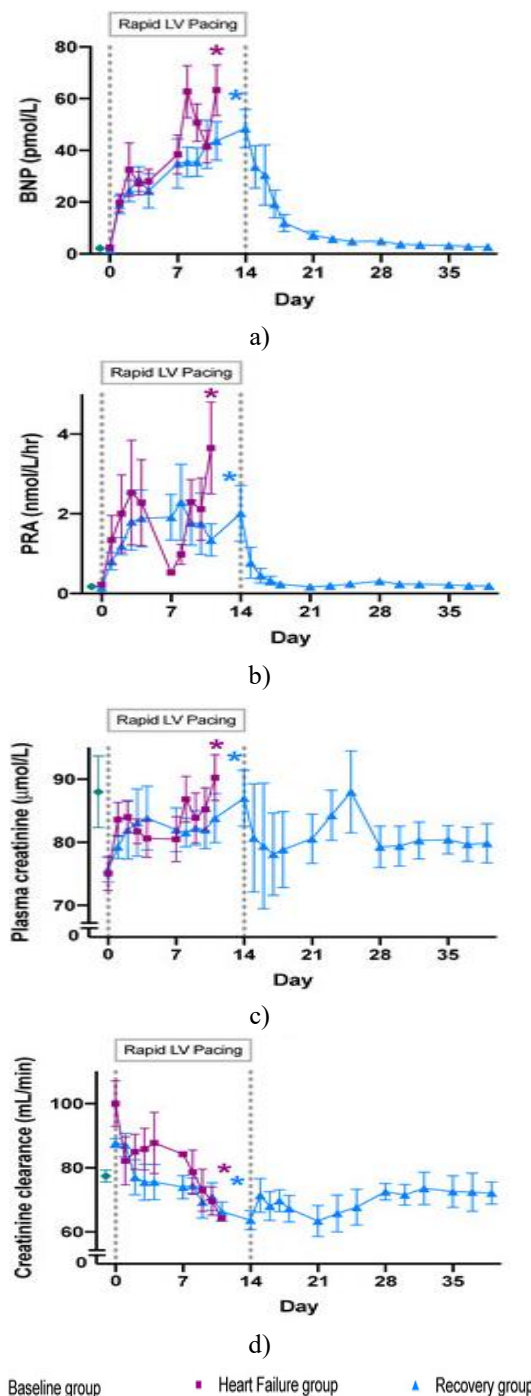 Rapid LV Pacing
*
*
80
60
40
20
0
BNP (pmol/L)
0 7 14 21 28 35
Day
a)
Rapid LV Pacing
*
*
4
2
0
PRA (nmol/L/hr)
0 7 14 21 28 35
Day
b)
Rapid LV Pacing
*
*
90
80
70
0
Plasma creatinine (μmol/L)
0 7 14 21 28 35
Day
c)
Rapid LV Pacing
*
*
100
80
60
0
Creatinine clearance (mL/min)
0 7 14 21 28 35
Day
d)
Baseline group Heart Failure group Recovery group